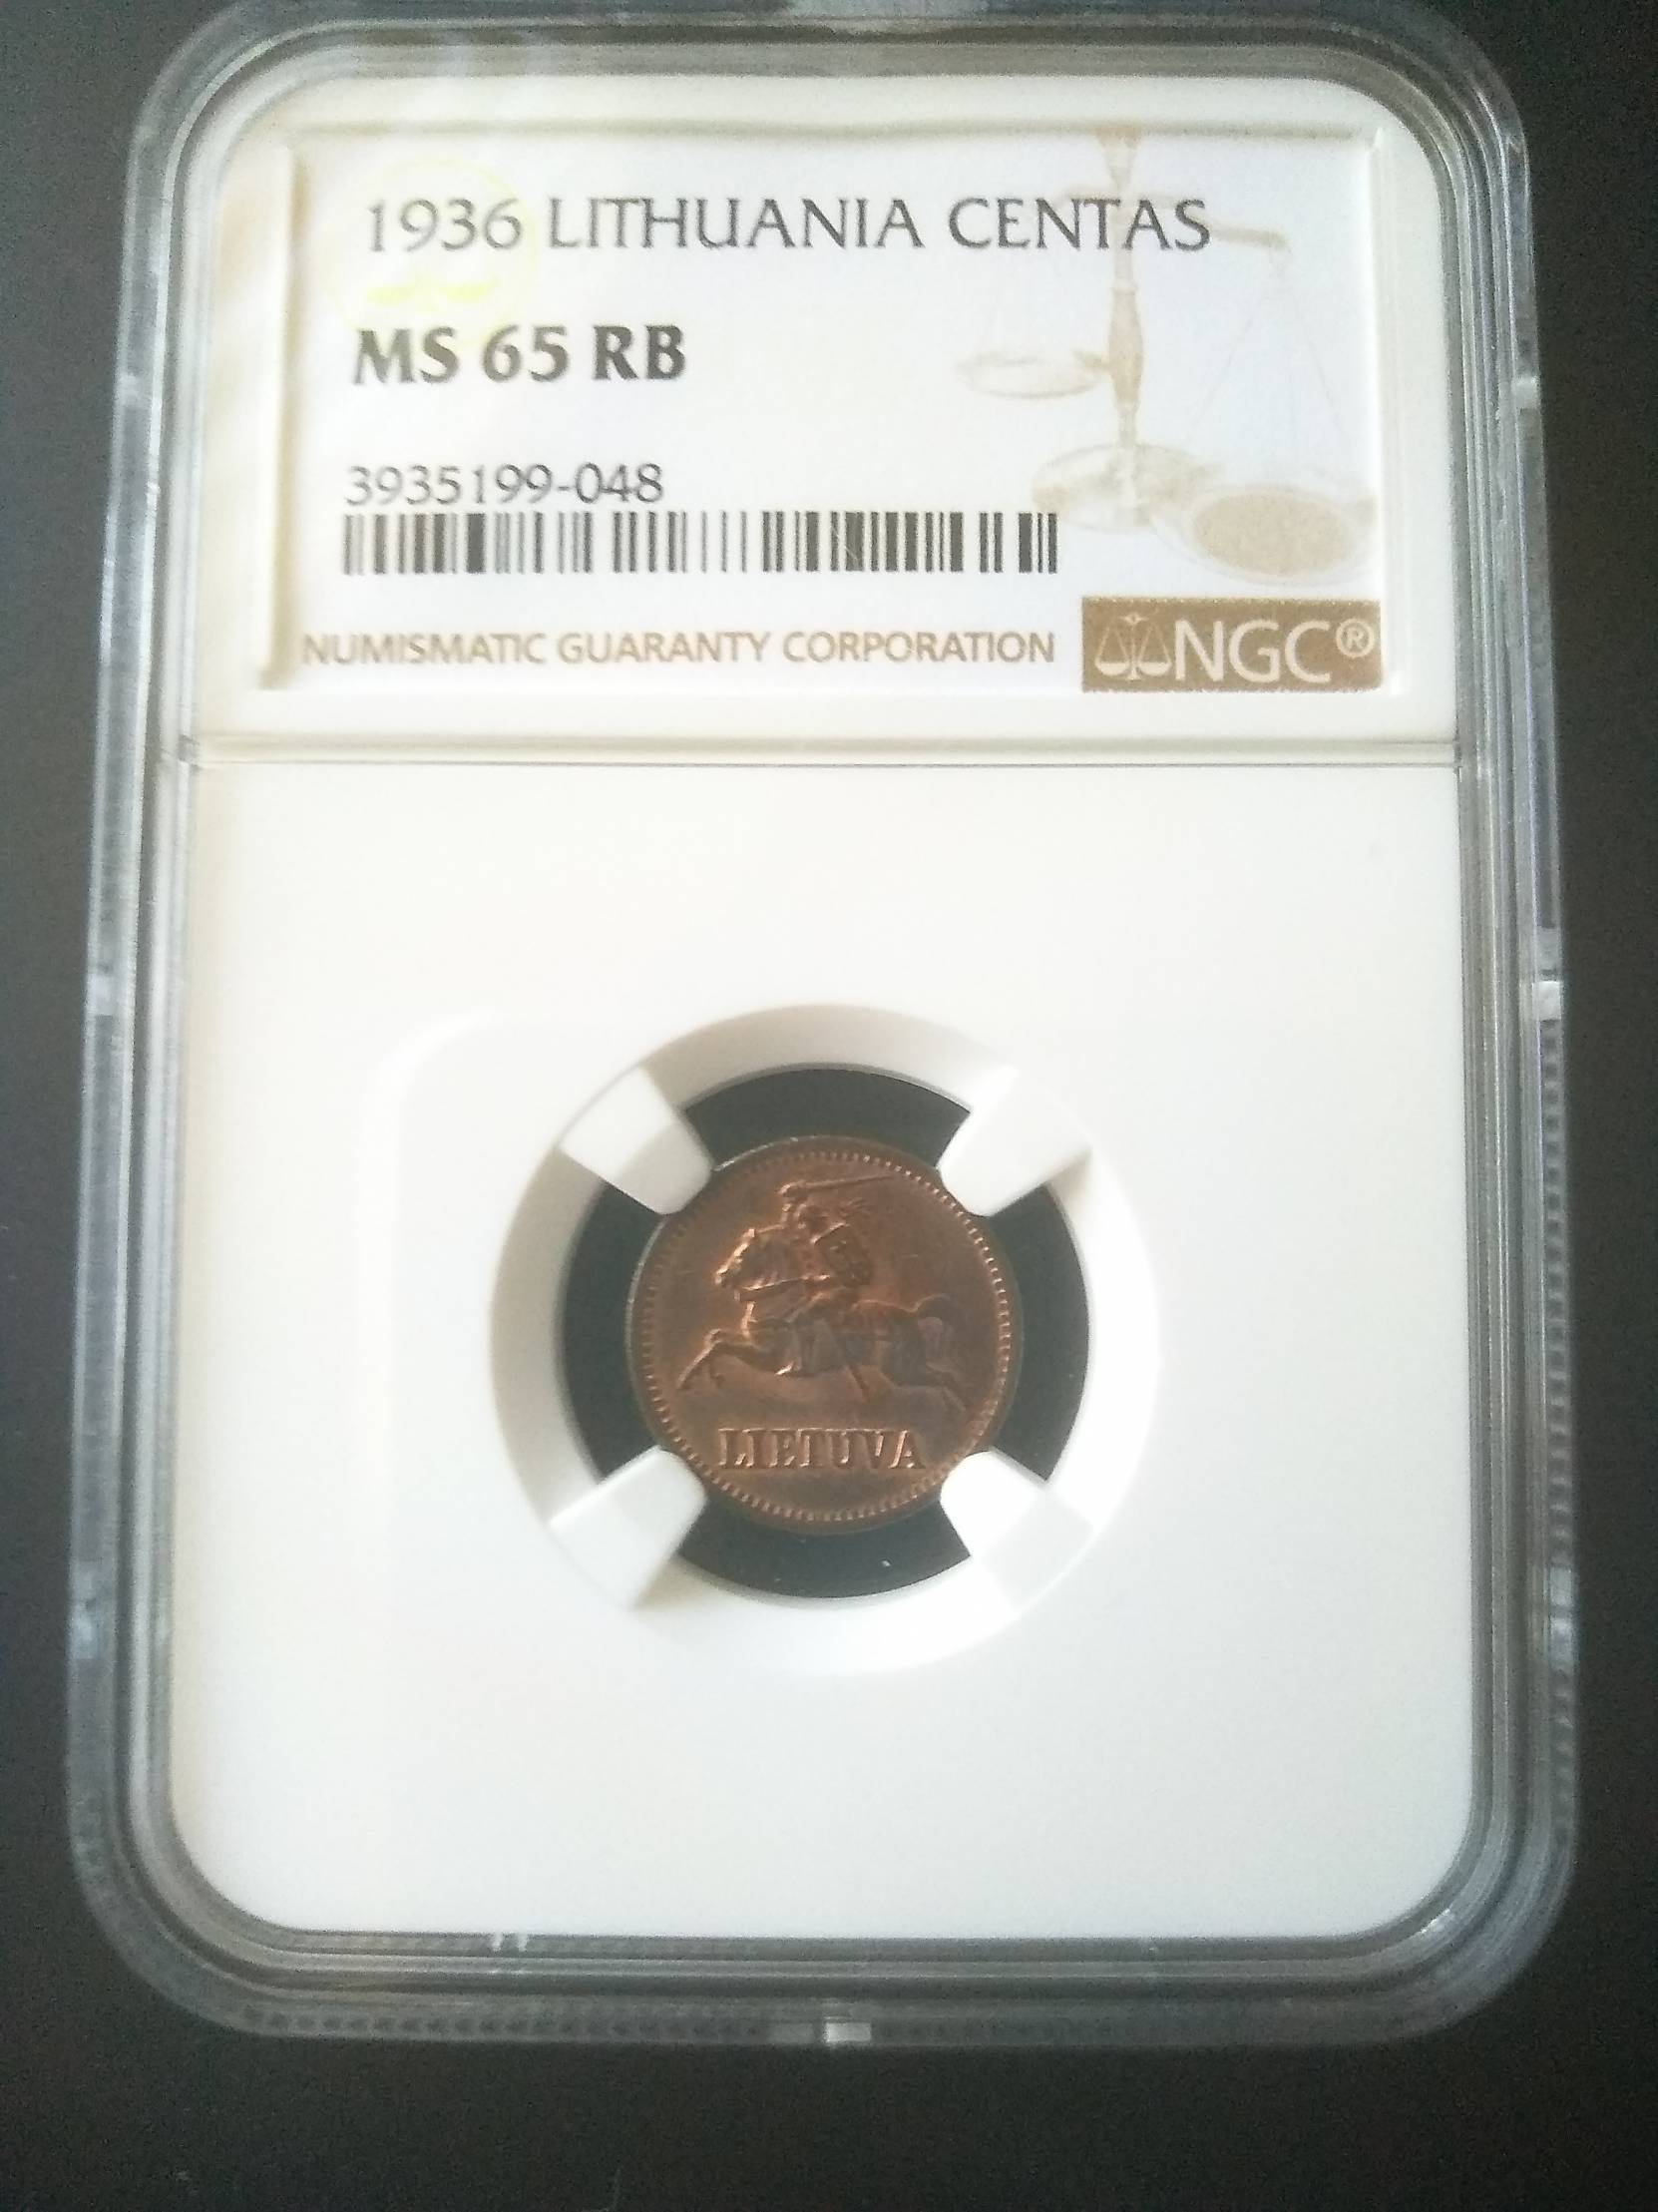 1936 LITHUANIA CENTAS
MS 65 RB
3935199-048
NUMISMATIC GUARANTY CORPORATION
NGC®
LIETUVA